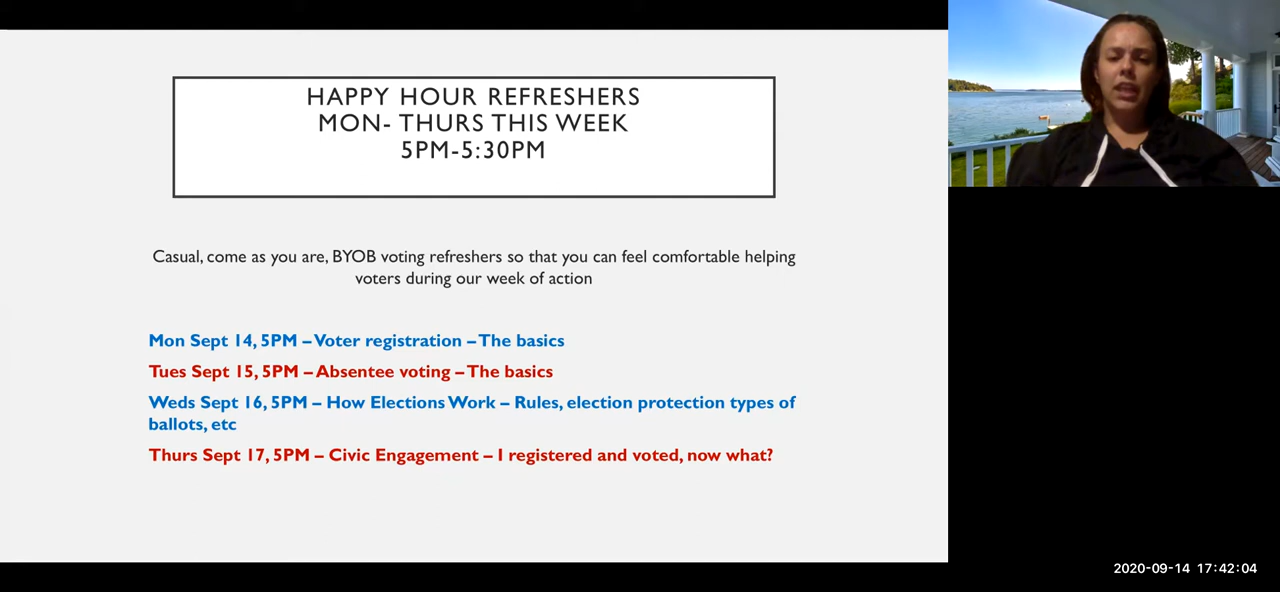 HAPPY HOUR REFRESHERS
MON- THURS THIS WEEK
5PM-5:30PM
Casual, come as you are, BYOB voting refreshers so that you can feel comfortable helping
voters during our week of action
Mon Sept 14, 5PM – Voter registration – The basics
Tues Sept 15, 5PM – Absentee voting – The basics
Weds Sept 16, 5PM – How Elections Work – Rules, election protection types of
ballots, etc
Thurs Sept 17, 5PM – Civic Engagement – I registered and voted, now what?
2020-09-14 17:42:04